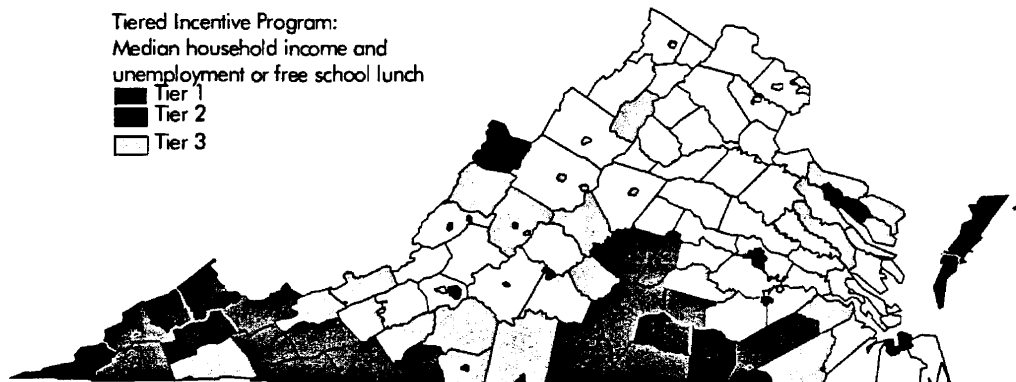 Tiered Incentive Program:
Median household income and
unemployment or free school lunch
Tier 1
Tier 2
Tier 3